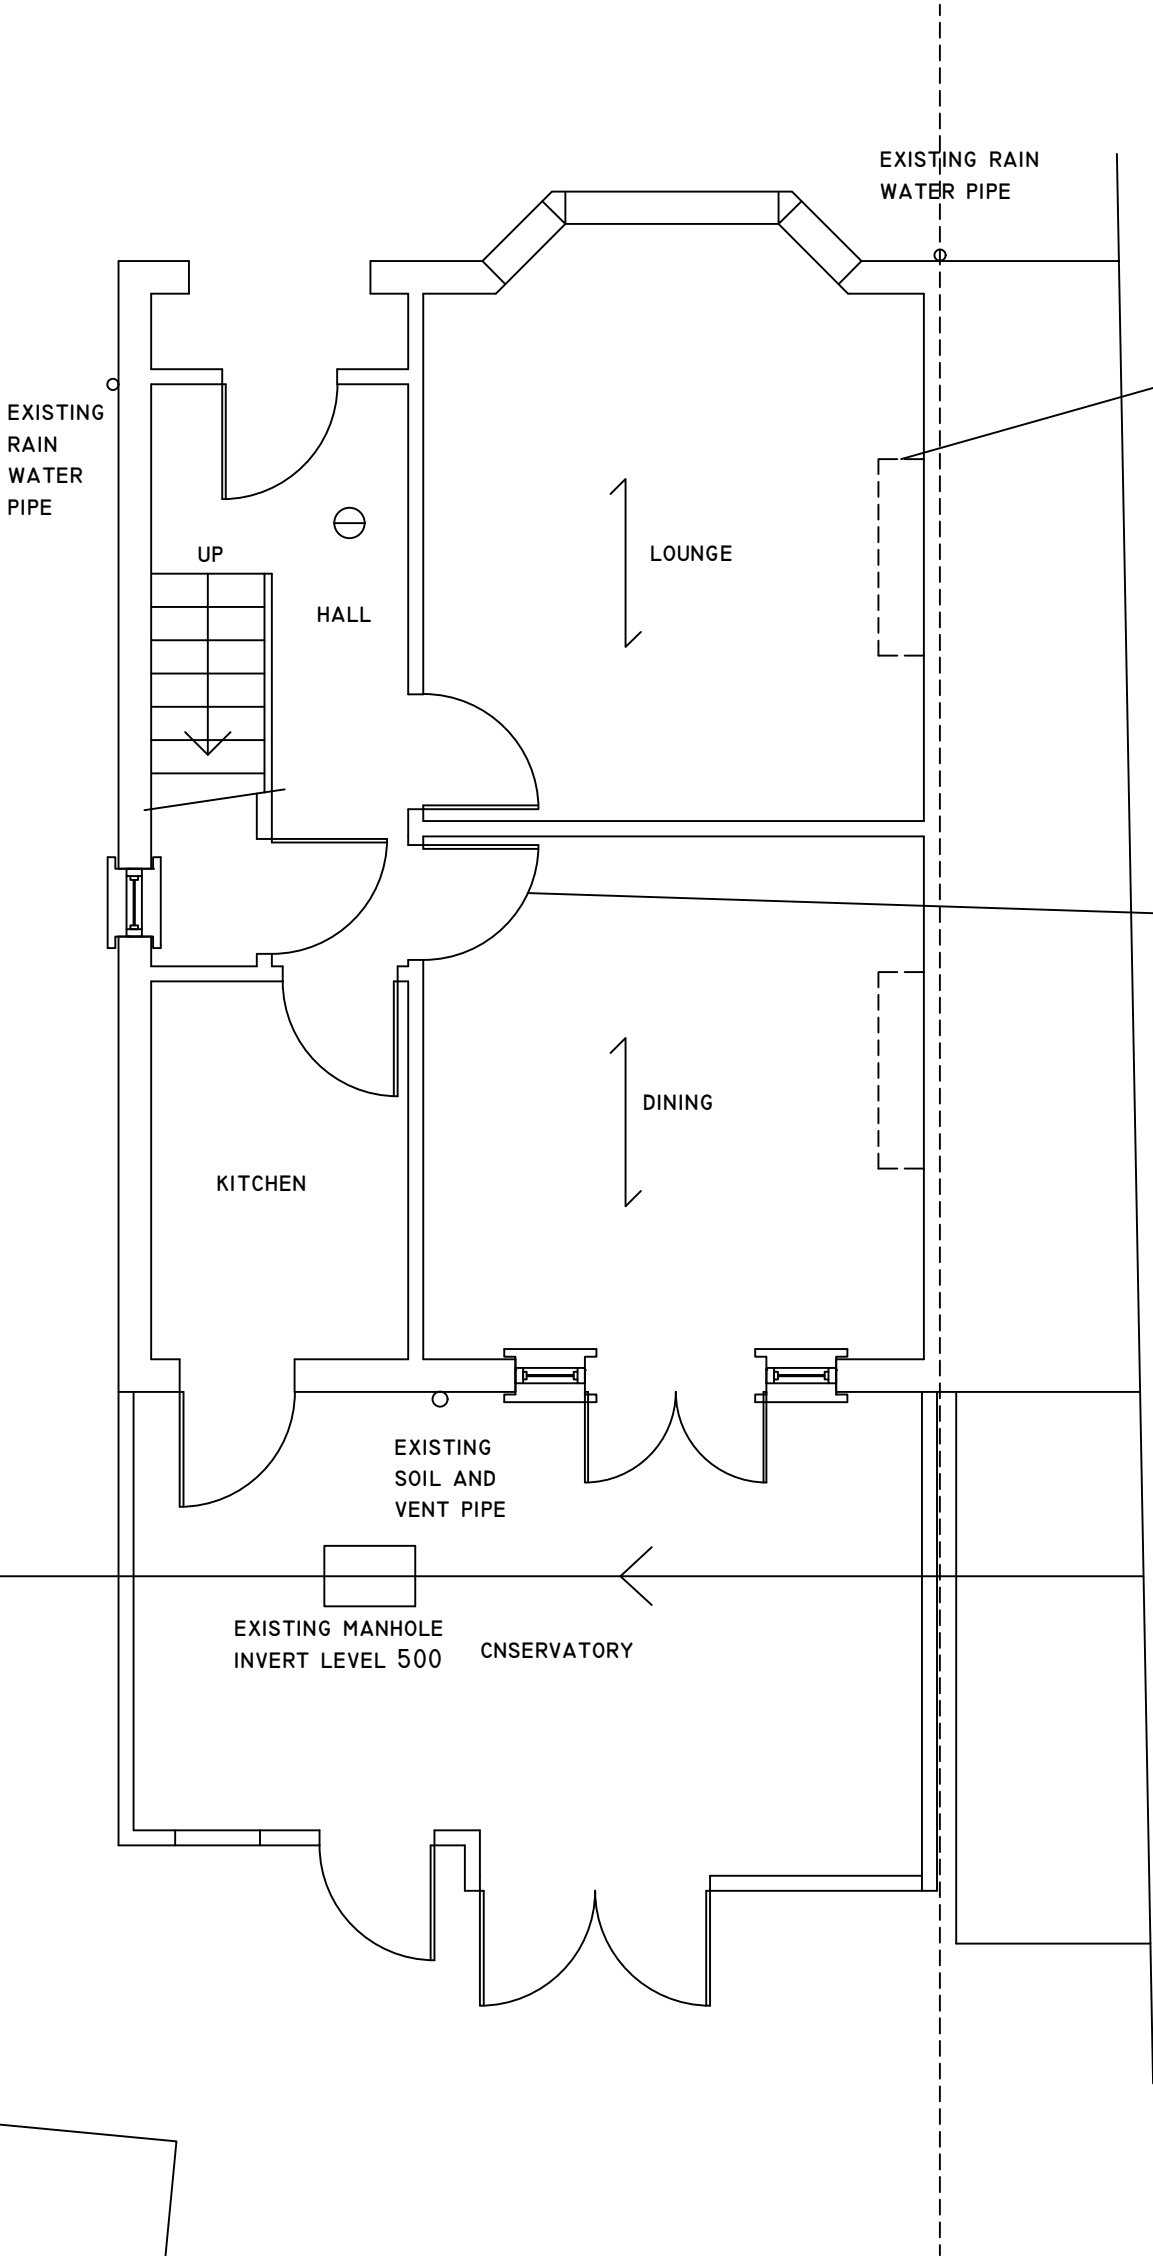 EXISTING RAIN
WATER PIPE
EXISTING
RAIN
WATER
PIPE
UP
HALL
LOUNGE
DINING
KITCHEN
EXISTING
SOIL AND
VENT PIPE
EXISTING MANHOLE
INVERT LEVEL 500
CNSERVATORY